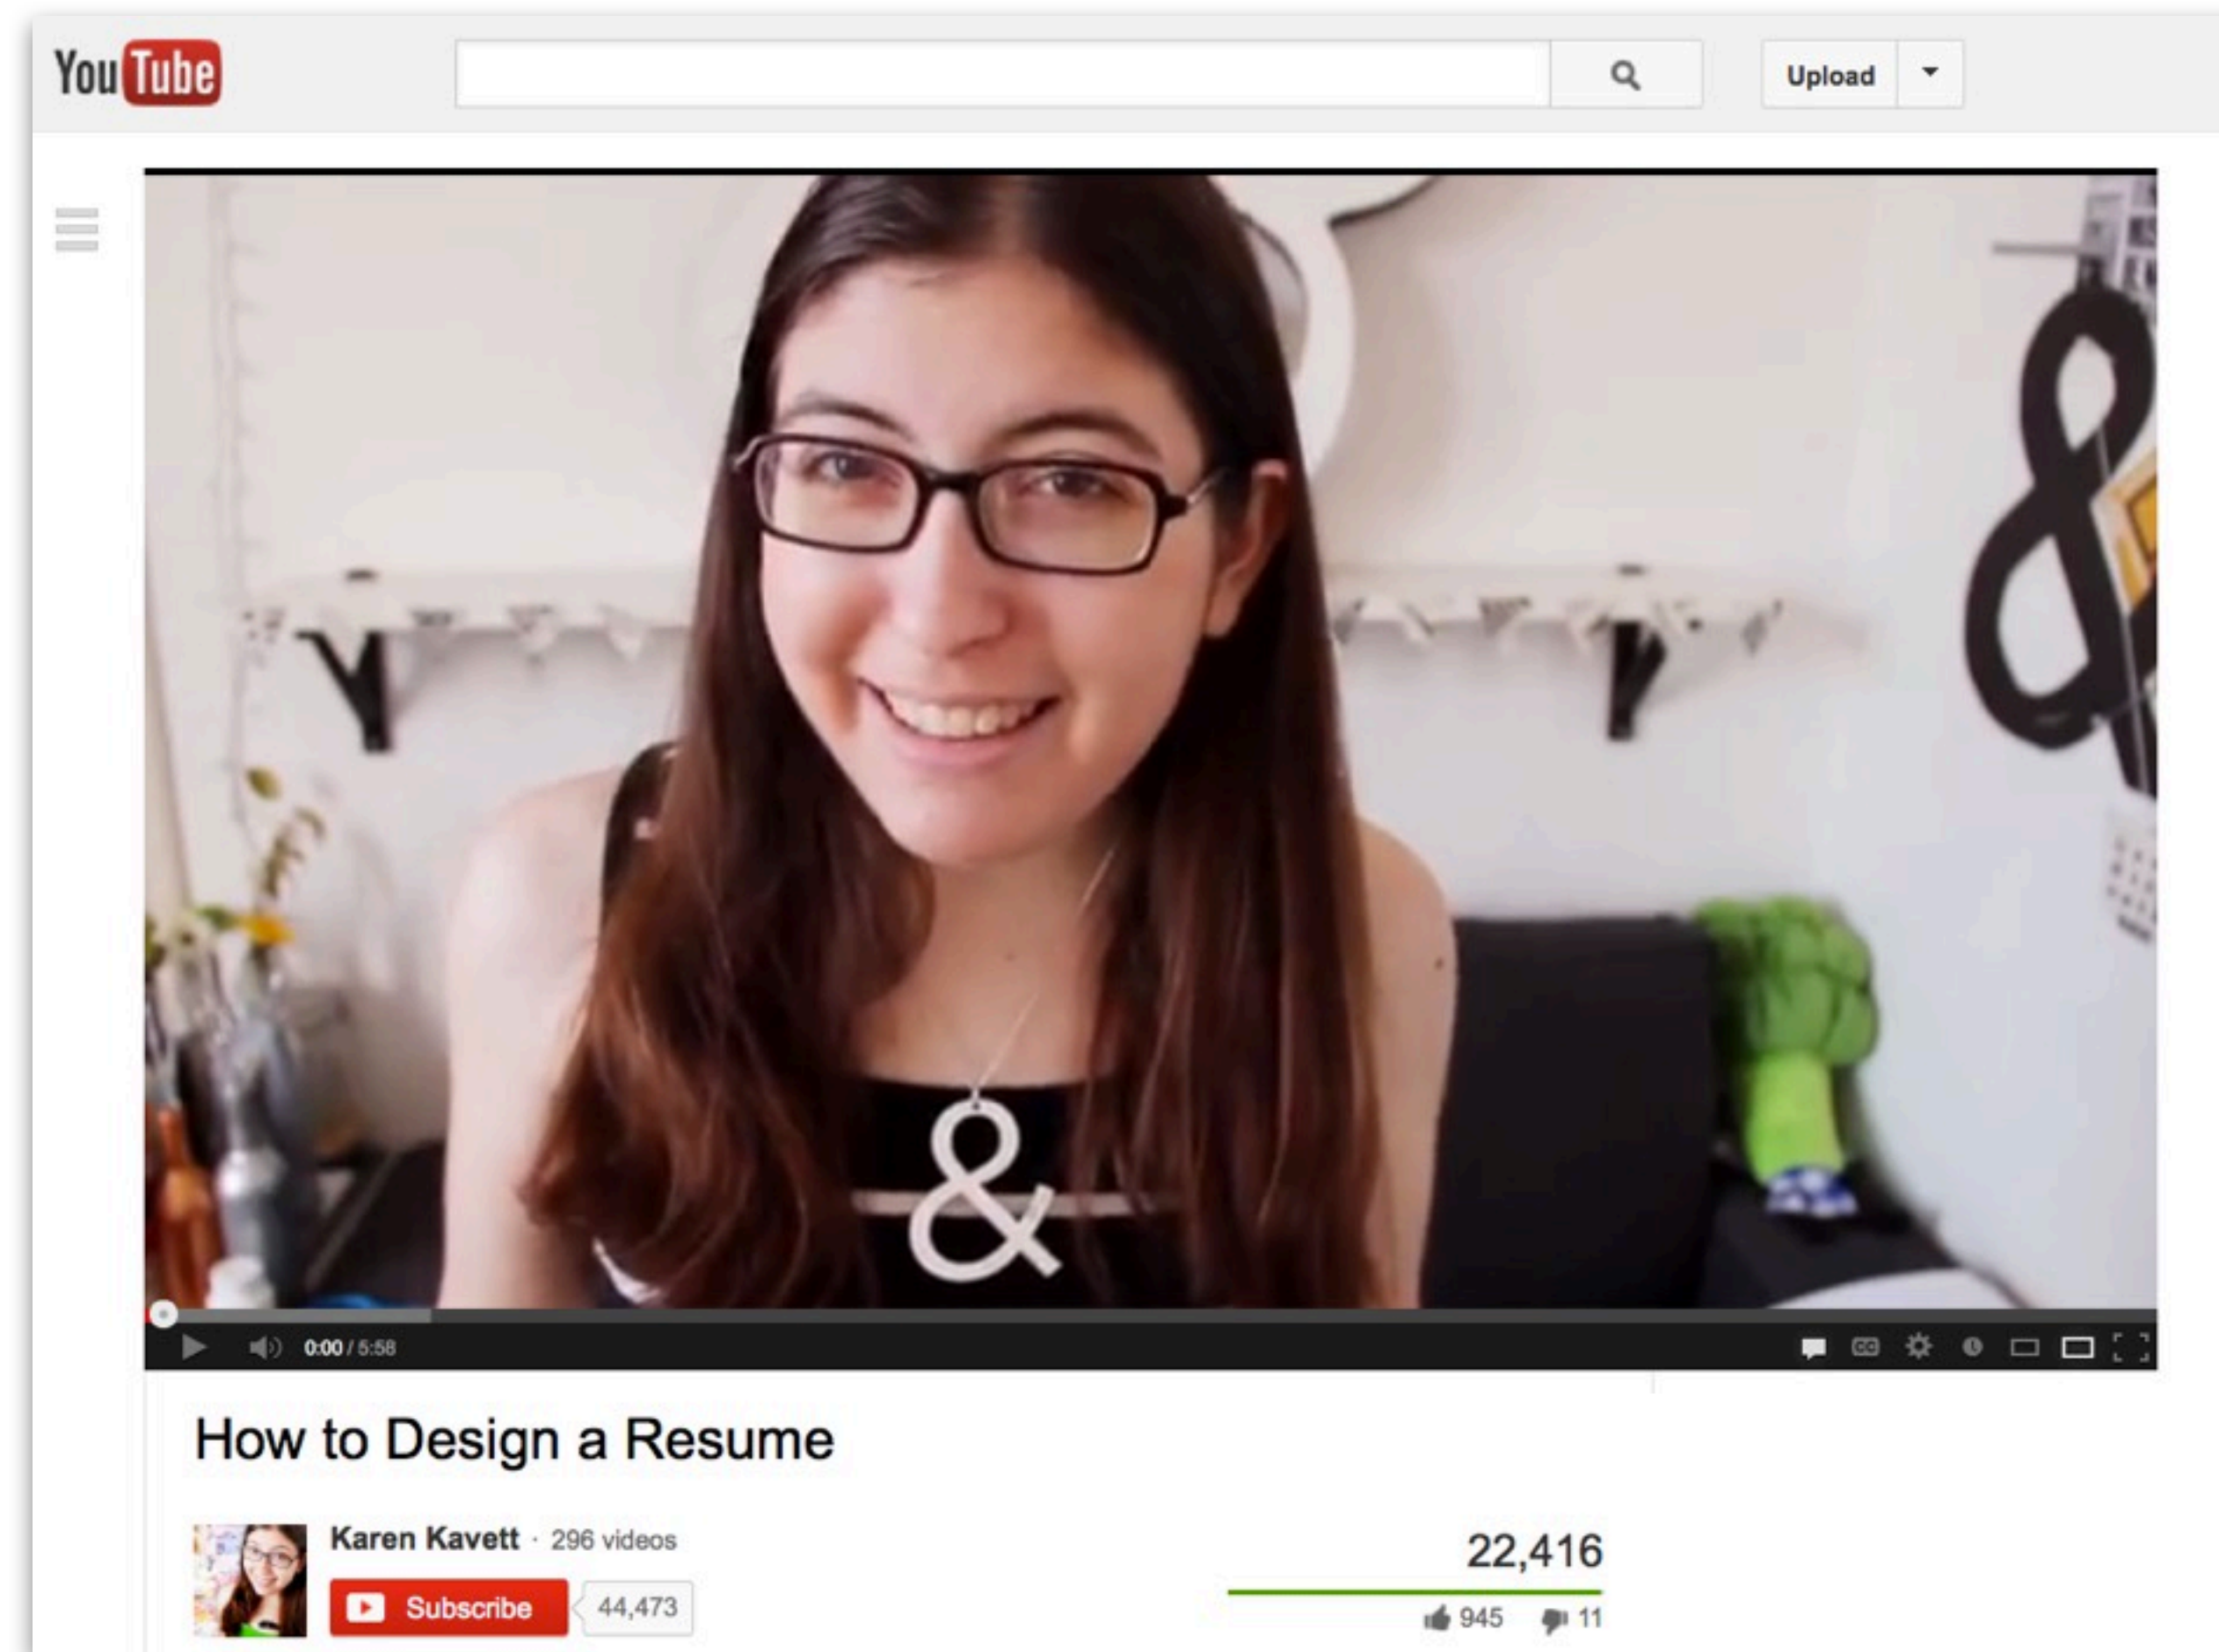 YouTube
Upload
&
&
0:00 / 5:58
CC
How to Design a Resume
Karen Kavett · 296 videos
22,416
Subscribe 44,473
945 11